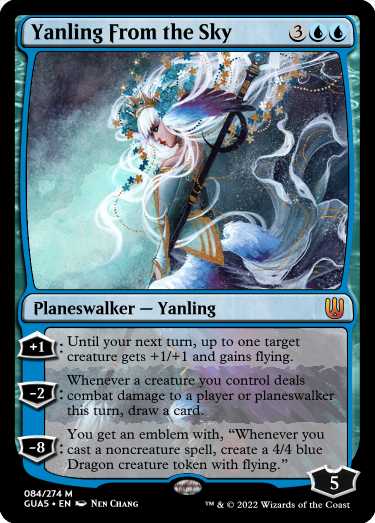 Yanling From the Sky 3
Planeswalker — Yanling
+1: Until your next turn, up to one target
creature gets +1/+1 and gains flying.
-2: Whenever a creature you control deals
combat damage to a player or planeswalker
this turn, draw a card.
-8: You get an emblem with, “Whenever you
cast a noncreature spell, create a 4/4 blue
Dragon creature token with flying.”
5
084/274 M
GUA5 • EN Nen Chang
™ & © 2022 Wizards of the Coast